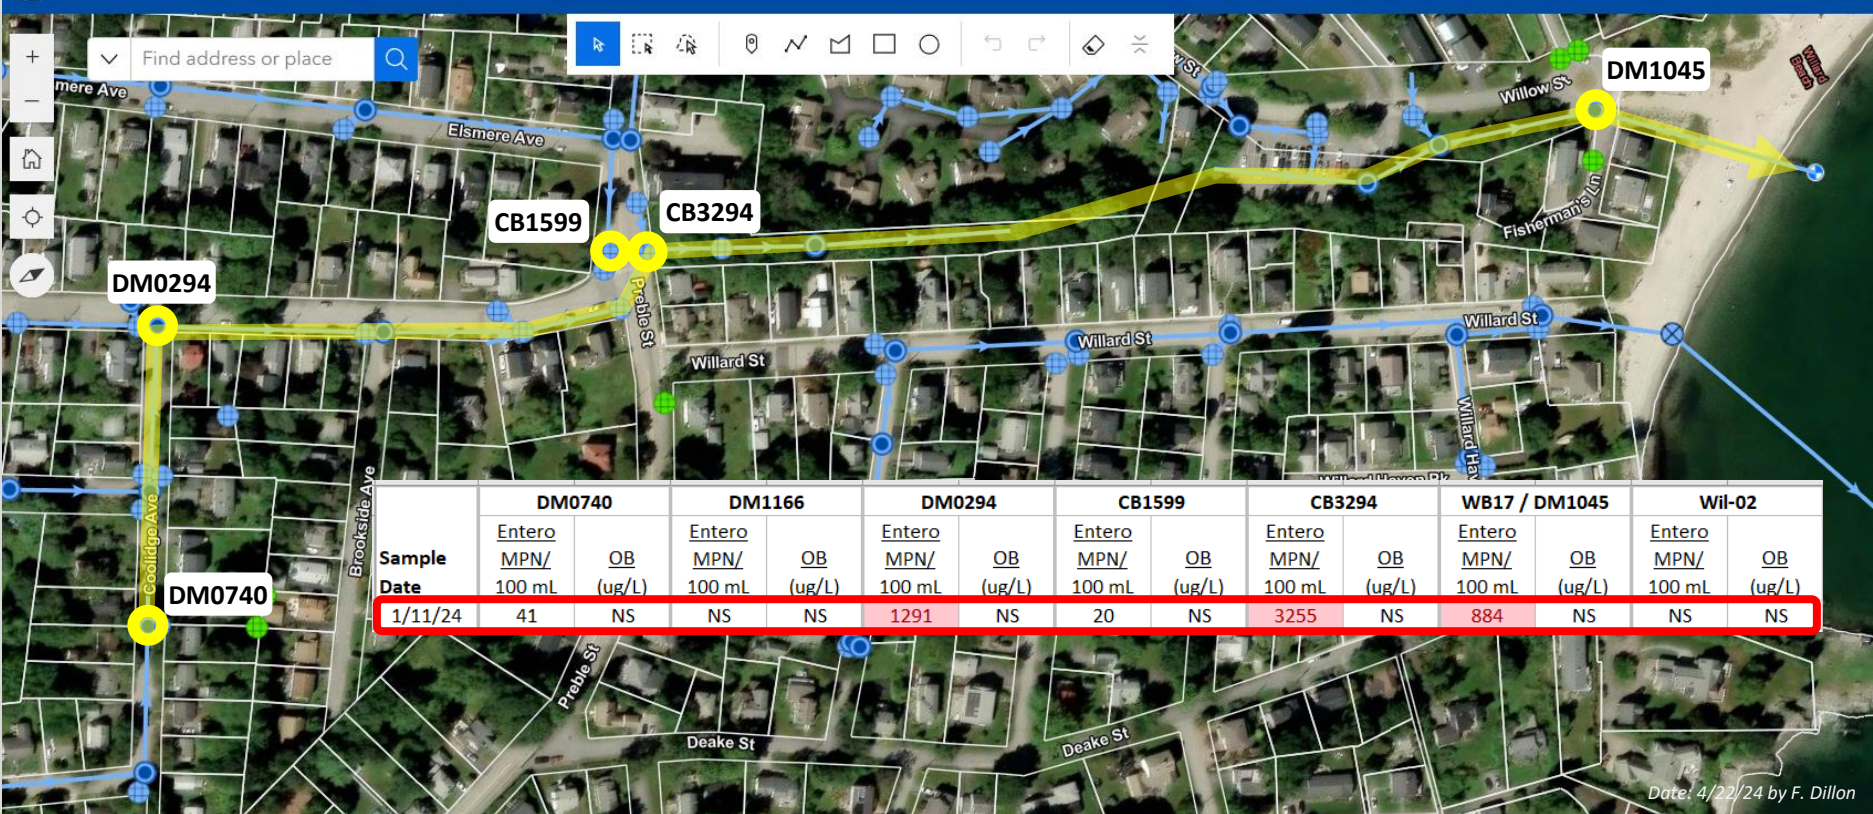 Find address or place
mere Ave
Elsmere Ave
w St
Willow St
Willard
Beach
DM1045
CB1599
CB3294
DM0294
Fisherman's Ln
Preble St
Willard St
Willard St
Willard St
Willard Ha
Brookside Ave
Coolidge Ave
DM0740
DM0740 DM1166 DM0294 CB1599 CB3294 WB17 / DM1045 Wil-02
Entero Entero Entero Entero Entero Entero Entero
Sample MPN/ OB MPN/ OB MPN/ OB MPN/ OB MPN/ OB MPN/ OB MPN/ OB
Date 100 mL (ug/L) 100 mL (ug/L) 100 mL (ug/L) 100 mL (ug/L) 100 mL (ug/L) 100 mL (ug/L) 100 mL (ug/L)
1/11/24 41 NS NS NS 1291 NS 20 NS 3255 NS 884 NS NS NS
Preble St
Deake St
Deake St
Date: 4/22/24 by F. Dillon